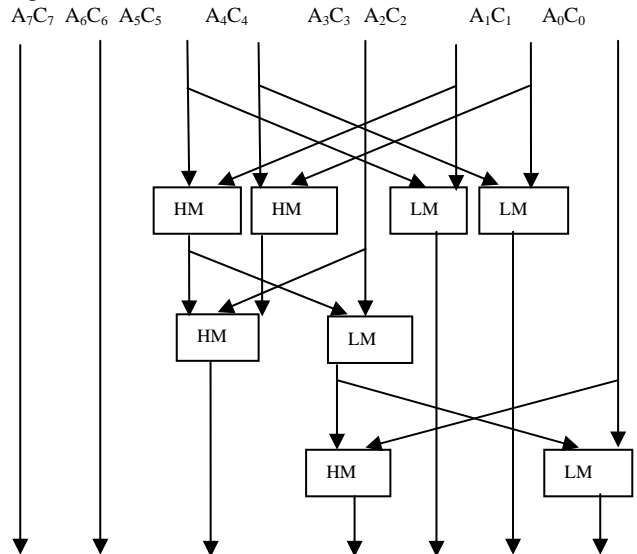 A₇C₇ A₆C₆ A₅C₅ A₄C₄ A₃C₃ A₂C₂ A₁C₁ A₀C₀
HM HM LM LM
HM LM
HM LM